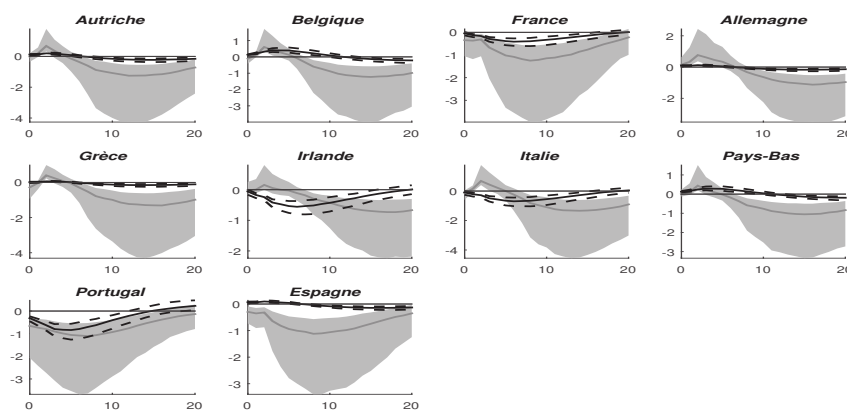 Autriche Belgique France Allemagne
0 -2 -4 0 10 20
1 0 -1 -2 -3 0 10 20
0 -1 -2 -3 0 10 20
2 0 -2 0 10 20
Grèce Irlande Italie Pays-Bas
0 -2 -4 0 10 20
0 -1 -2 0 10 20
0 -2 -4 0 10 20
1 0 -1 -2 -3 0 10 20
Portugal Espagne
0 -1 -2 -3 0 10 20
0 -1 -2 -3 0 10 20